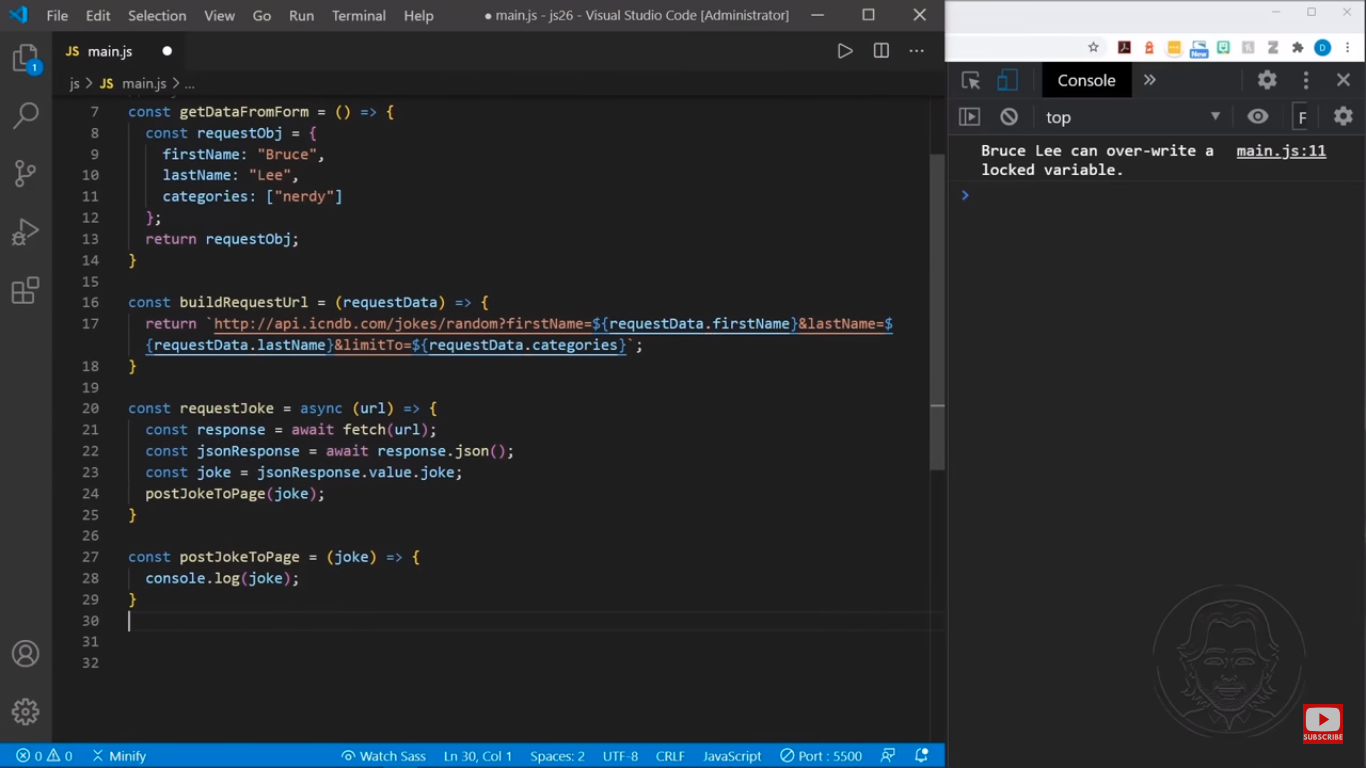 File Edit Selection View Go Run Terminal Help ● main.js - js26 - Visual Studio Code [Administrator]
JS main.js
js > JS main.js > ...
7 const getDataFromForm = () => {
8 const requestObj = {
9 firstName: "Bruce",
10 lastName: "Lee",
11 categories: ["nerdy"]
12 };
13 return requestObj;
14 }
15
16 const buildRequestUrl = (requestData) => {
17 return `http://api.icndb.com/jokes/random?firstName=${requestData.firstName}&lastName=$
{requestData.lastName}&limitTo=${requestData.categories}`;
18 }
19
20 const requestJoke = async (url) => {
21 const response = await fetch(url);
22 const jsonResponse = await response.json();
23 const joke = jsonResponse.value.joke;
24 postJokeToPage(joke);
25 }
26
27 const postJokeToPage = (joke) => {
28 console.log(joke);
29 }
30
31
32
1
0 0 Minify Watch Sass Ln 30, Col 1 Spaces: 2 UTF-8 CRLF JavaScript Port : 5500
New Z D
Console
top F
Bruce Lee can over-write a main.js:11
locked variable.
SUBSCRIBE